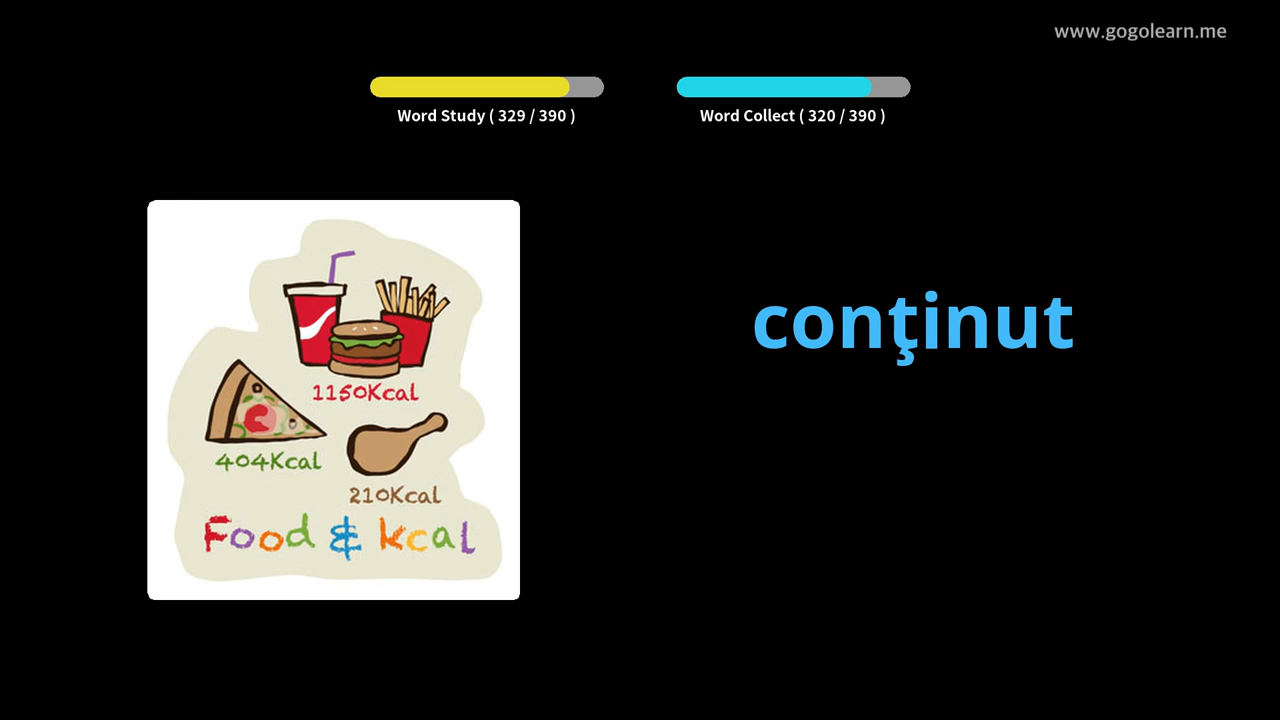 www.gogolearn.me
Word Study ( 329 / 390 )
Word Collect ( 320 / 390 )
conţinut
1150Kcal
404Kcal
210Kcal
Food & kcal